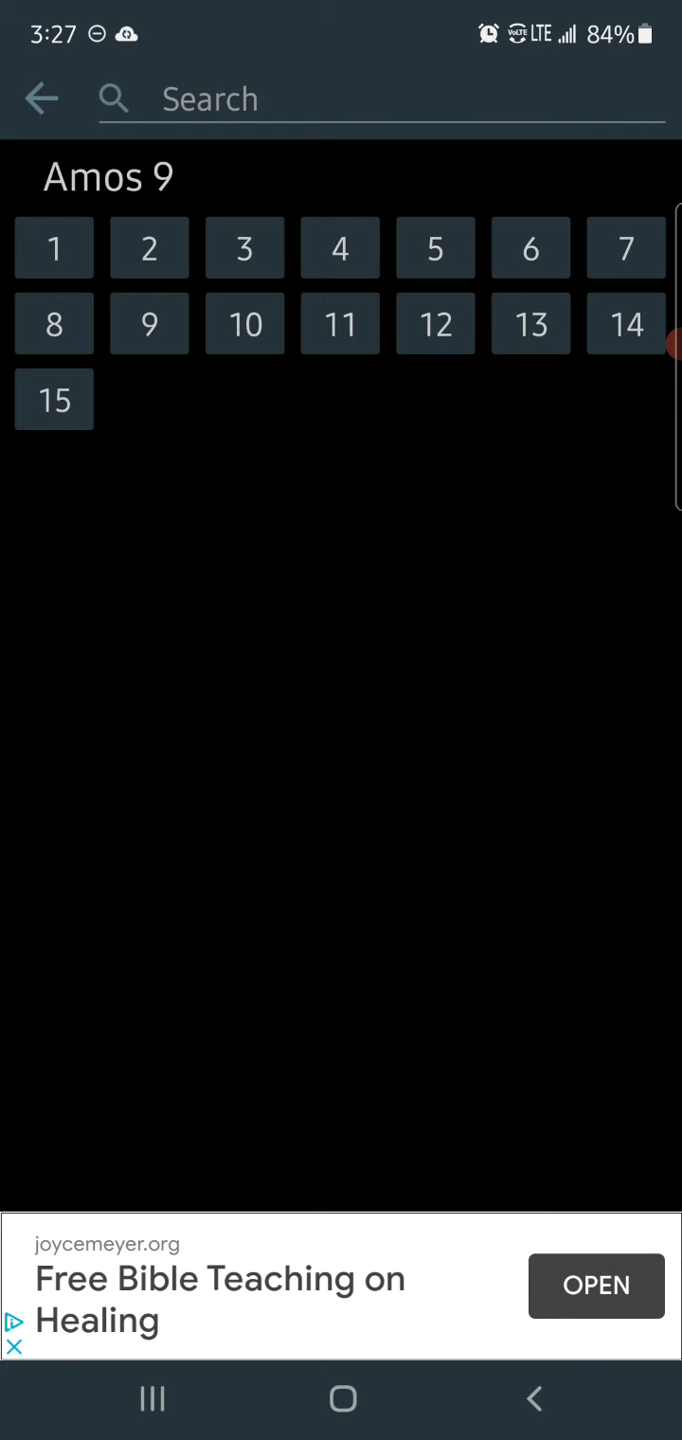 3:27 VoLTE LTE 84%
Search
Amos 9
1 2 3 4 5 6 7
8 9 10 11 12 13 14
15
joycemeyer.org
Free Bible Teaching on
Healing
OPEN